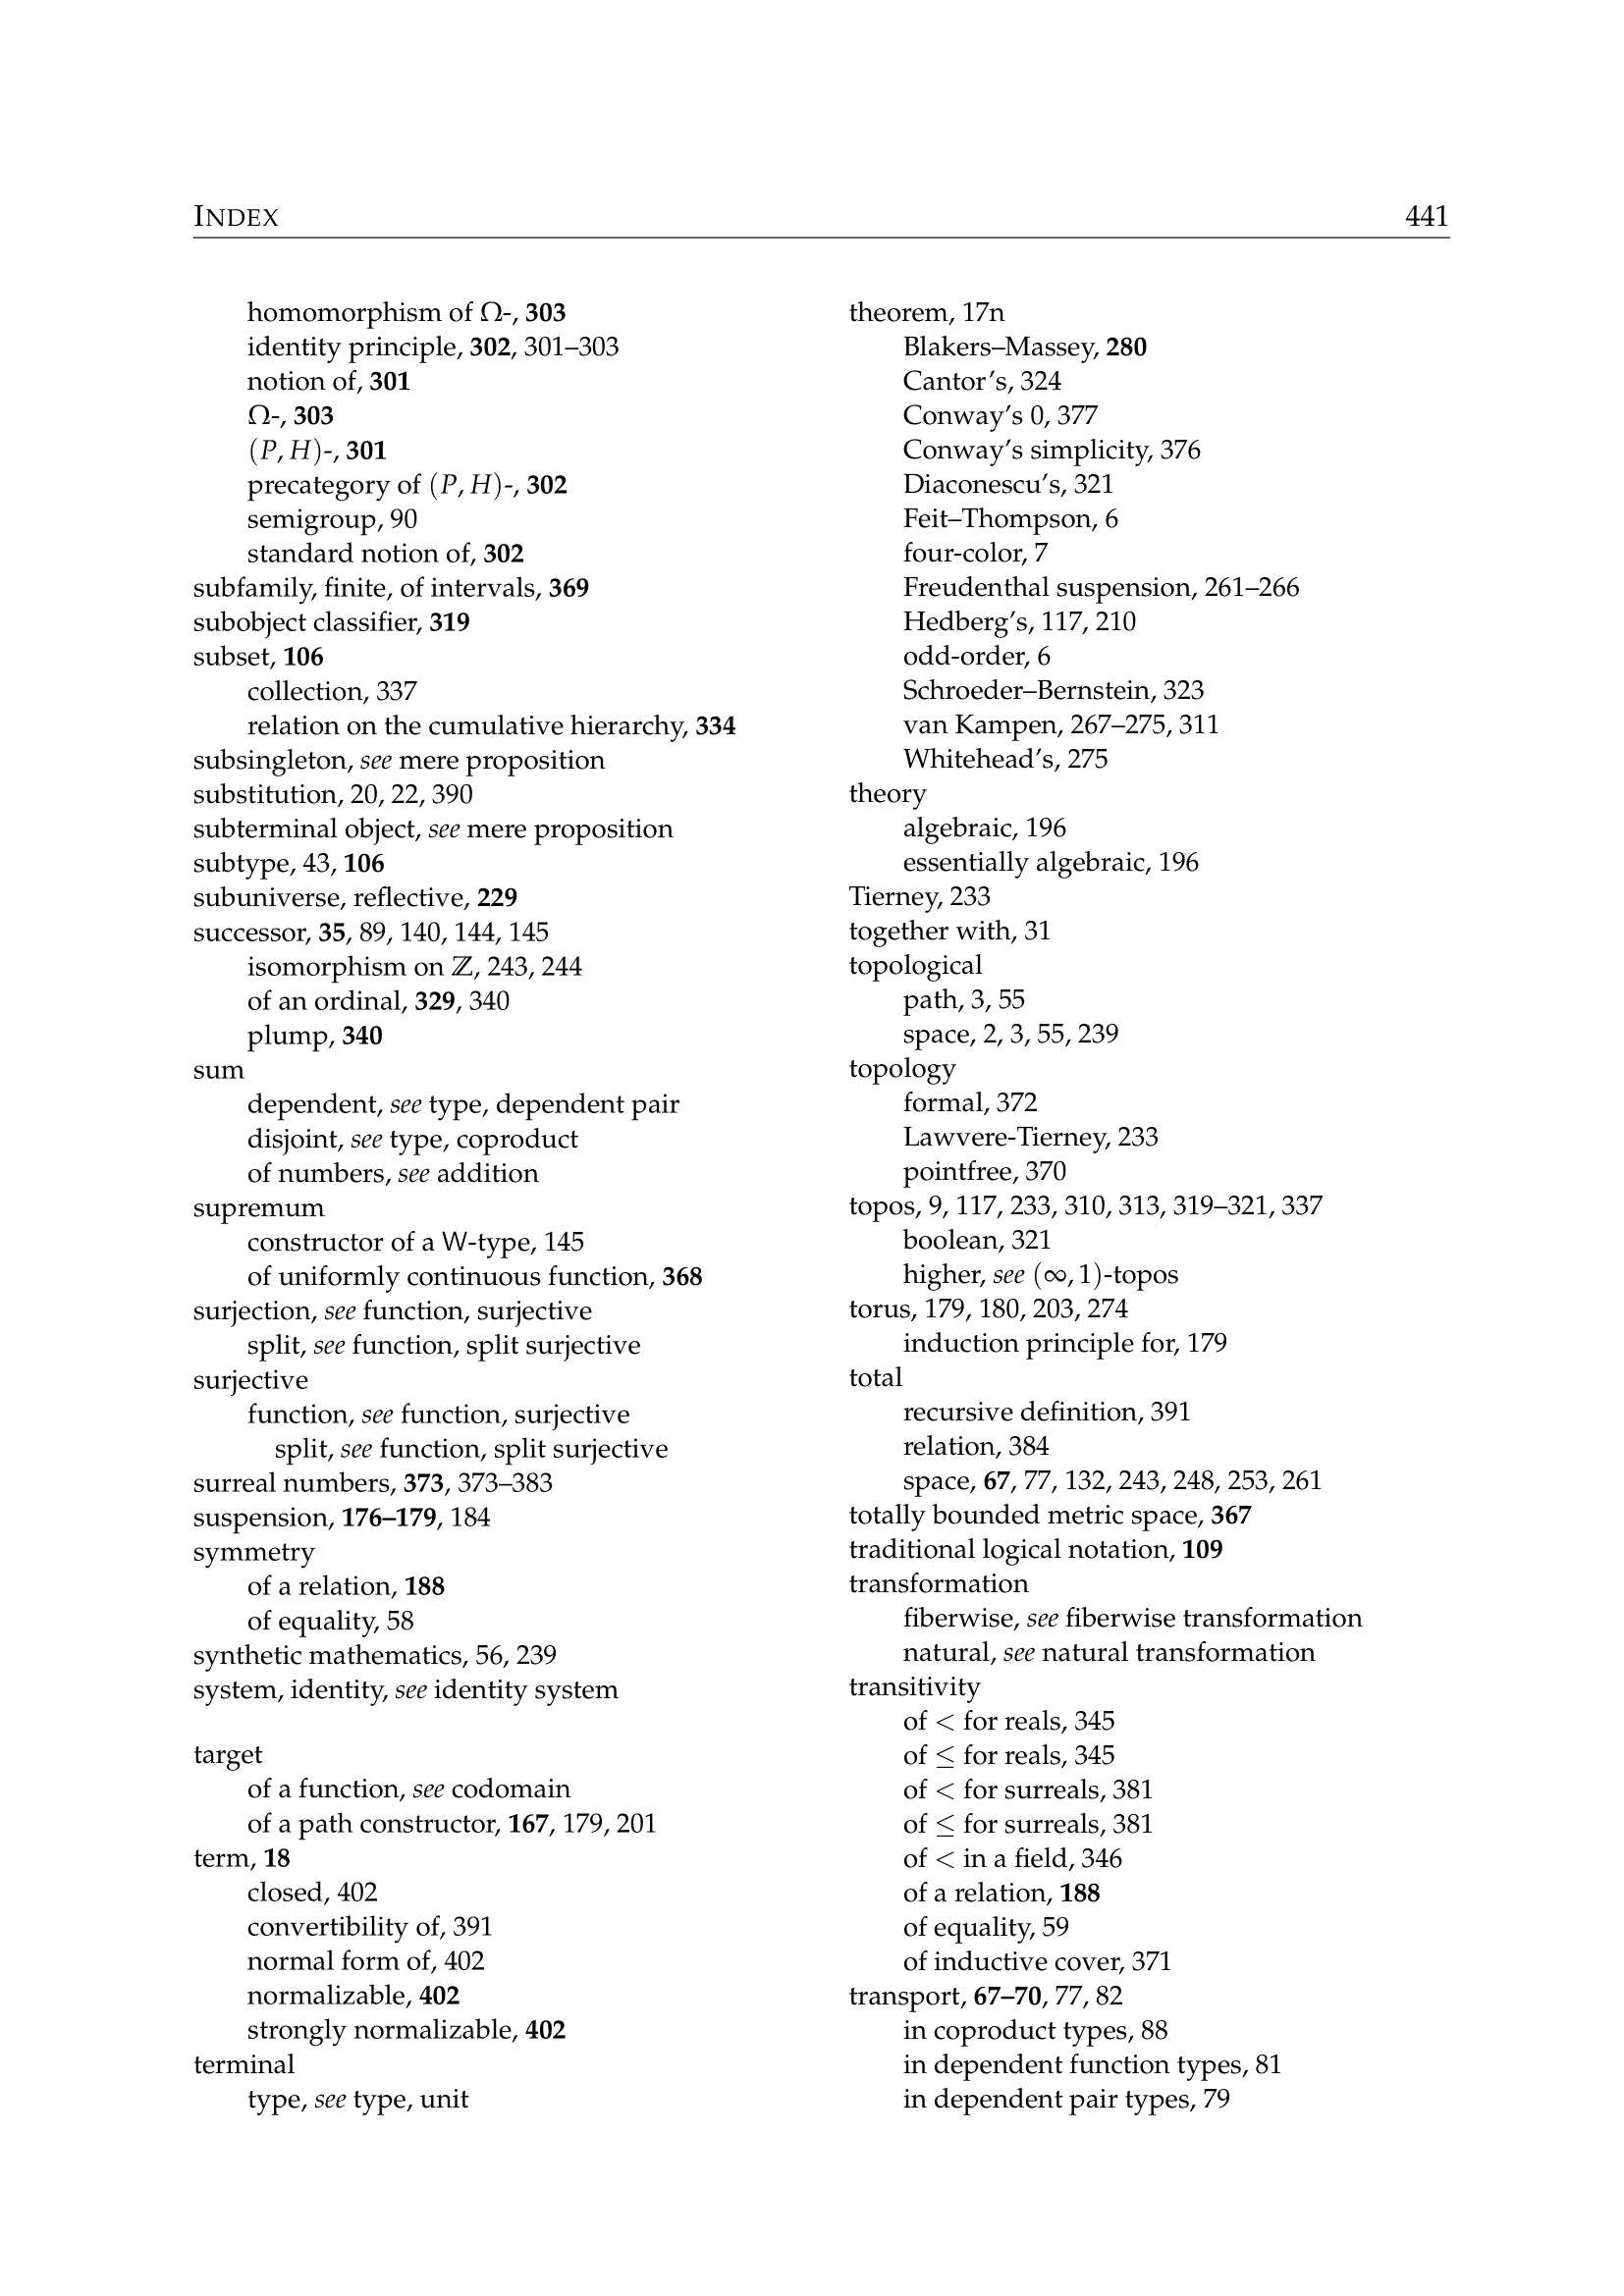 INDEX 441
homomorphism of Ω-, 303
identity principle, 302, 301–303
notion of, 301
Ω-, 303
(P, H)-, 301
precategory of (P, H)-, 302
semigroup, 90
standard notion of, 302
subfamily, finite, of intervals, 369
subobject classifier, 319
subset, 106
collection, 337
relation on the cumulative hierarchy, 334
subsingleton, see mere proposition
substitution, 20, 22, 390
subterminal object, see mere proposition
subtype, 43, 106
subuniverse, reflective, 229
successor, 35, 89, 140, 144, 145
isomorphism on ℤ, 243, 244
of an ordinal, 329, 340
plump, 340
sum
dependent, see type, dependent pair
disjoint, see type, coproduct
of numbers, see addition
supremum
constructor of a W-type, 145
of uniformly continuous function, 368
surjection, see function, surjective
split, see function, split surjective
surjective
function, see function, surjective
split, see function, split surjective
surreal numbers, 373, 373–383
suspension, 176–179, 184
symmetry
of a relation, 188
of equality, 58
synthetic mathematics, 56, 239
system, identity, see identity system
target
of a function, see codomain
of a path constructor, 167, 179, 201
term, 18
closed, 402
convertibility of, 391
normal form of, 402
normalizable, 402
strongly normalizable, 402
terminal
type, see type, unit
theorem, 17n
Blakers–Massey, 280
Cantor's, 324
Conway's 0, 377
Conway's simplicity, 376
Diaconescu's, 321
Feit–Thompson, 6
four-color, 7
Freudenthal suspension, 261–266
Hedberg's, 117, 210
odd-order, 6
Schroeder–Bernstein, 323
van Kampen, 267–275, 311
Whitehead's, 275
theory
algebraic, 196
essentially algebraic, 196
Tierney, 233
together with, 31
topological
path, 3, 55
space, 2, 3, 55, 239
topology
formal, 372
Lawvere-Tierney, 233
pointfree, 370
topos, 9, 117, 233, 310, 313, 319–321, 337
boolean, 321
higher, see (∞, 1)-topos
torus, 179, 180, 203, 274
induction principle for, 179
total
recursive definition, 391
relation, 384
space, 67, 77, 132, 243, 248, 253, 261
totally bounded metric space, 367
traditional logical notation, 109
transformation
fiberwise, see fiberwise transformation
natural, see natural transformation
transitivity
of < for reals, 345
of ≤ for reals, 345
of < for surreals, 381
of ≤ for surreals, 381
of < in a field, 346
of a relation, 188
of equality, 59
of inductive cover, 371
transport, 67–70, 77, 82
in coproduct types, 88
in dependent function types, 81
in dependent pair types, 79